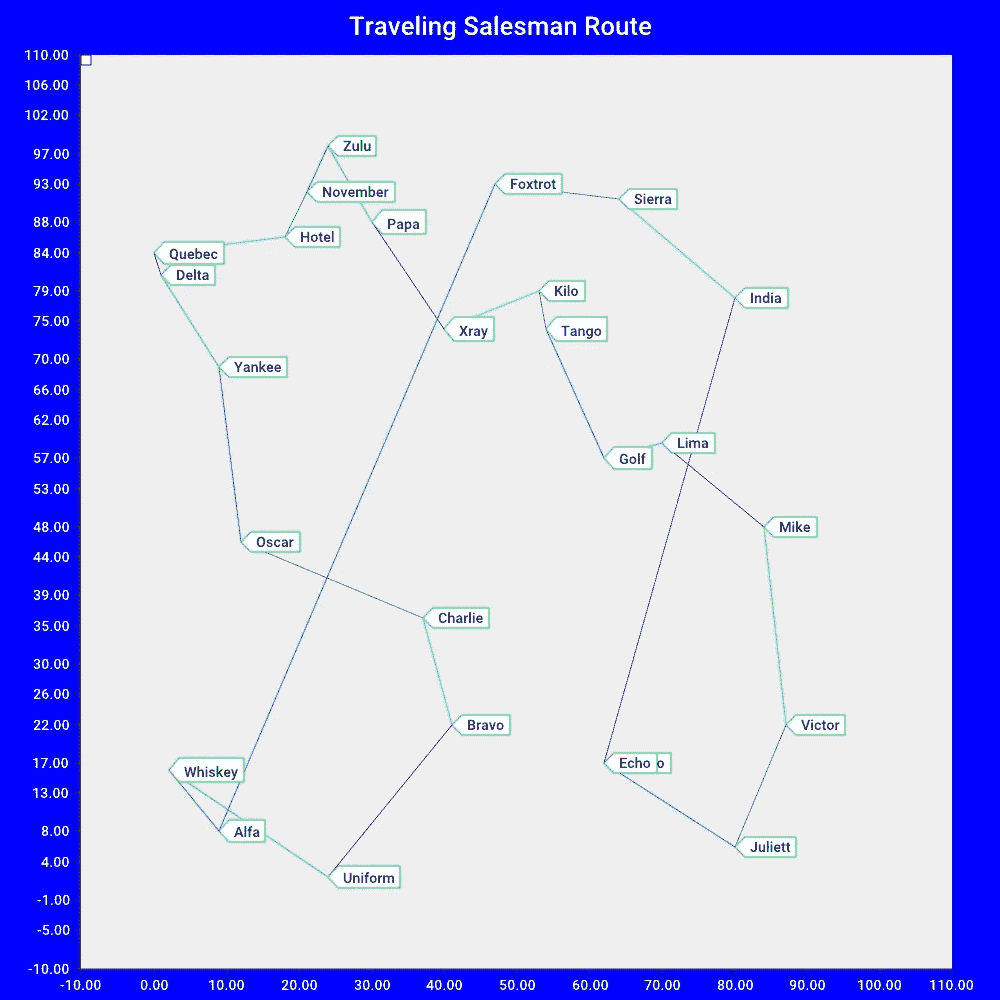 Traveling Salesman Route
110.00
106.00
102.00
97.00
93.00
88.00
84.00
79.00
75.00
70.00
66.00
62.00
57.00
53.00
48.00
44.00
39.00
35.00
30.00
26.00
22.00
17.00
13.00
8.00
4.00
-1.00
-5.00
-10.00
Zulu
November
Foxtrot
Sierra
Papa
Hotel
Quebec
Delta
Kilo
India
Xray
Tango
Yankee
Lima
Golf
Mike
Oscar
Charlie
Bravo
Victor
Echo
Whiskey
Alfa
Juliett
Uniform
-10.00 0.00 10.00 20.00 30.00 40.00 50.00 60.00 70.00 80.00 90.00 100.00 110.00